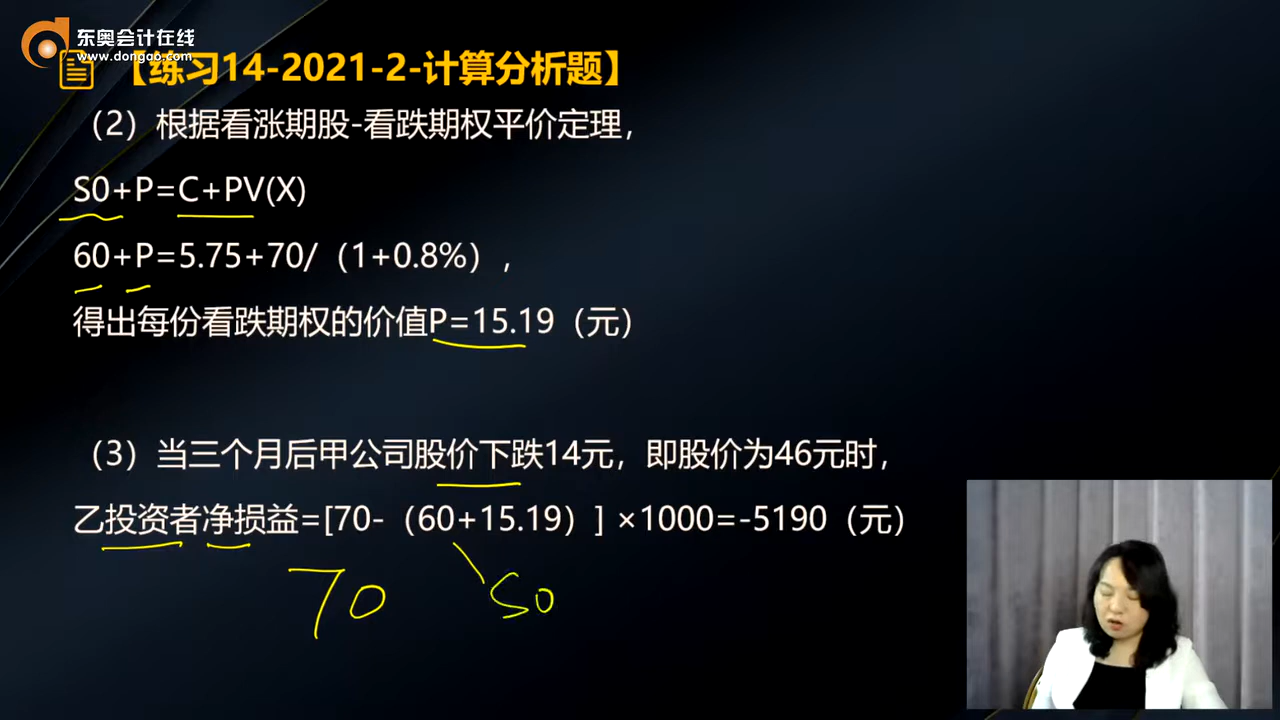 东奥会计在线
www.dongao.com
【练习14-2021-2-计算分析题】
（2）根据看涨期股-看跌期权平价定理，
S0+P=C+PV(X)
60+P=5.75+70/（1+0.8%），
得出每份看跌期权的价值P=15.19（元）
（3）当三个月后甲公司股价下跌14元，即股价为46元时，
乙投资者净损益=[70-（60+15.19）] ×1000=-5190（元）
70 S0